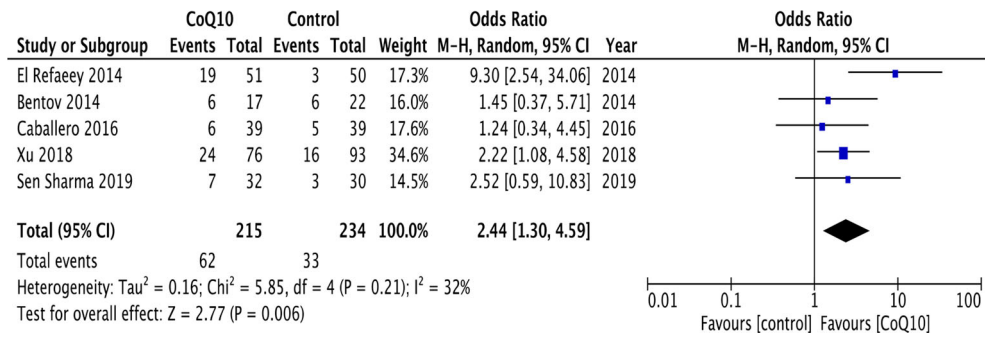 CoQ10 Control Odds Ratio Odds Ratio
Study or Subgroup Events Total Events Total Weight M-H, Random, 95% CI Year M-H, Random, 95% CI
El Refaeey 2014 19 51 3 50 17.3% 9.30 [2.54, 34.06] 2014
Bentov 2014 6 17 6 22 16.0% 1.45 [0.37, 5.71] 2014
Caballero 2016 6 39 5 39 17.6% 1.24 [0.34, 4.45] 2016
Xu 2018 24 76 16 93 34.6% 2.22 [1.08, 4.58] 2018
Sen Sharma 2019 7 32 3 30 14.5% 2.52 [0.59, 10.83] 2019
Total (95% CI) 215 234 100.0% 2.44 [1.30, 4.59]
Total events 62 33
Heterogeneity: Tau² = 0.16; Chi² = 5.85, df = 4 (P = 0.21); I² = 32%
Test for overall effect: Z = 2.77 (P = 0.006)
0.01 0.1 1 10 100
Favours [control] Favours [CoQ10]